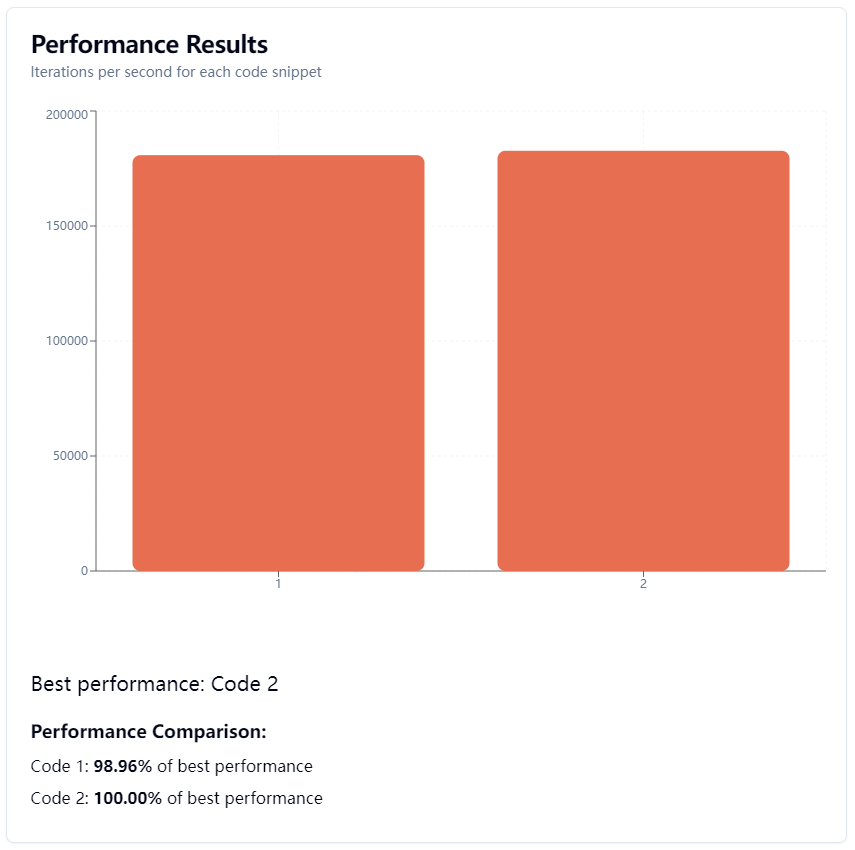 Performance Results
Iterations per second for each code snippet
200000
150000
100000
50000
0
1 2
Best performance: Code 2
Performance Comparison:
Code 1: 98.96% of best performance
Code 2: 100.00% of best performance